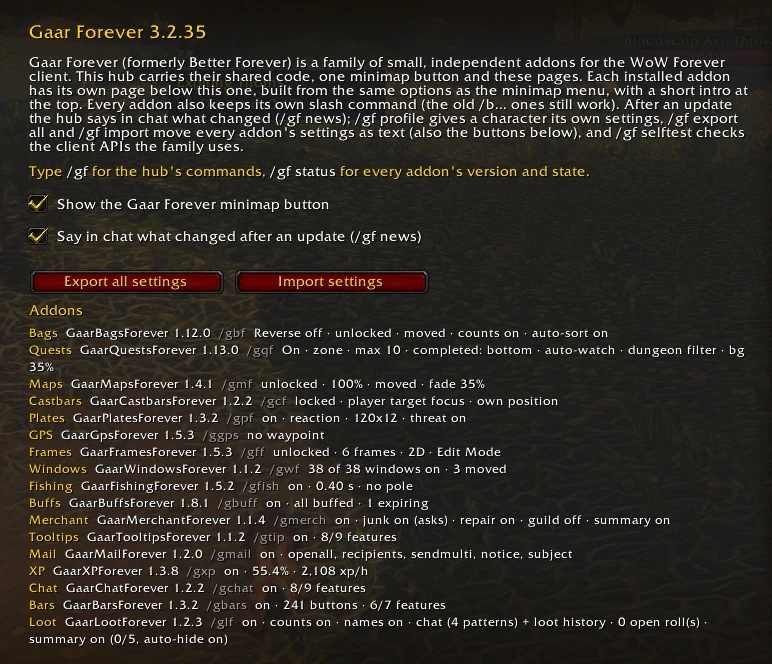 Gaar Forever 3.2.35
Gaar Forever (formerly Better Forever) is a family of small, independent addons for the WoW Forever
client. This hub carries their shared code, one minimap button and these pages. Each installed addon
has its own page below this one, built from the same options as the minimap menu, with a short intro at
the top. Every addon also keeps its own slash command (the old /b... ones still work). After an update
the hub says in chat what changed (/gf news); /gf profile gives a character its own settings, /gf export
all and /gf import move every addon's settings as text (also the buttons below), and /gf selftest checks
the client APIs the family uses.
Type /gf for the hub's commands, /gf status for every addon's version and state.
Show the Gaar Forever minimap button
Say in chat what changed after an update (/gf news)
Export all settings Import settings
Addons
Bags GaarBagsForever 1.12.0 /gbf Reverse off · unlocked · moved · counts on · auto-sort on
Quests GaarQuestsForever 1.13.0 /gqf On · zone · max 10 · completed: bottom · auto-watch · dungeon filter · bg
35%
Maps GaarMapsForever 1.4.1 /gmf unlocked · 100% · moved · fade 35%
Castbars GaarCastbarsForever 1.2.2 /gcf locked · player target focus · own position
Plates GaarPlatesForever 1.3.2 /gpf on · reaction · 120x12 · threat on
GPS GaarGpsForever 1.5.3 /ggps no waypoint
Frames GaarFramesForever 1.5.3 /gff unlocked · 6 frames · 2D · Edit Mode
Windows GaarWindowsForever 1.1.2 /gwf 38 of 38 windows on · 3 moved
Fishing GaarFishingForever 1.5.2 /gfish on · 0.40 s · no pole
Buffs GaarBuffsForever 1.8.1 /gbuff on · all buffed · 1 expiring
Merchant GaarMerchantForever 1.1.4 /gmerch on · junk on (asks) · repair on · guild off · summary on
Tooltips GaarTooltipsForever 1.1.2 /gtip on · 8/9 features
Mail GaarMailForever 1.2.0 /gmail on · openall, recipients, sendmulti, notice, subject
XP GaarXPForever 1.3.8 /gxp on · 55.4% · 2,108 xp/h
Chat GaarChatForever 1.2.2 /gchat on · 8/9 features
Bars GaarBarsForever 1.3.2 /gbars on · 241 buttons · 6/7 features
Loot GaarLootForever 1.2.3 /glf on · counts on · names on · chat (4 patterns) + loot history · 0 open roll(s) ·
summary on (0/5, auto-hide on)